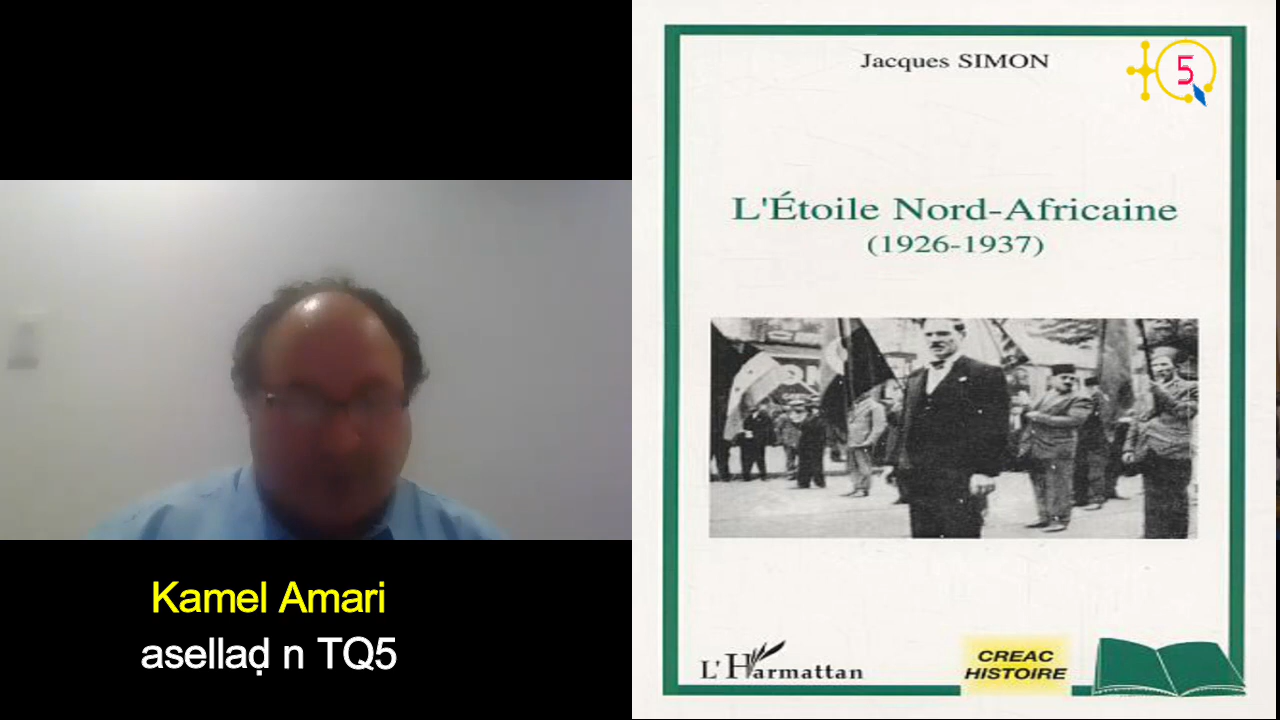 Kamel Amari
asellaḍ n TQ5
Jacques SIMON
5
L'Étoile Nord-Africaine
(1926-1937)
L'Harmattan
CREAC
HISTOIRE